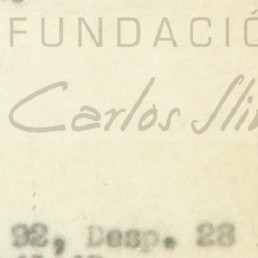 FUNDACIÓ
Carlos Sli
92, Desp. 28